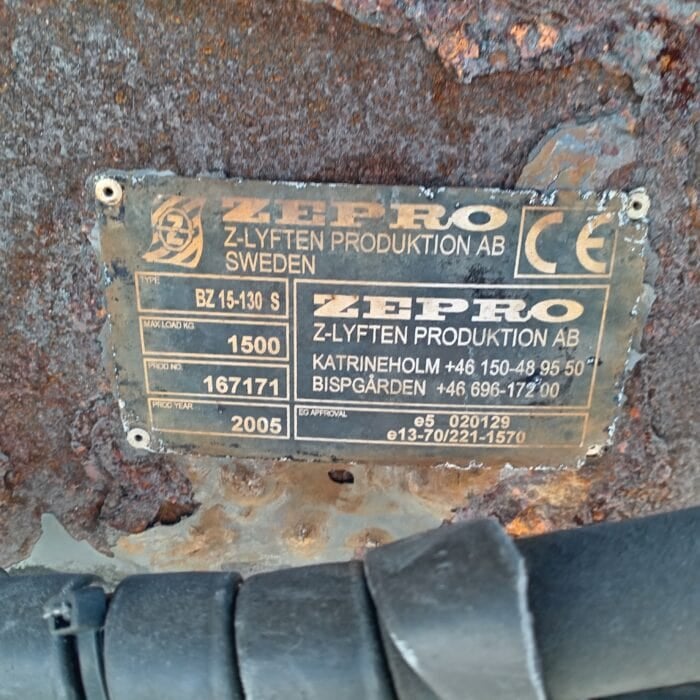 ZEPRO
Z-LYFTEN PRODUKTION AB
SWEDEN
CE
TYPE
BZ 15-130 S
MAX LOAD KG
1500
PROD NO.
167171
PROD YEAR
2005
ZEPRO
Z-LYFTEN PRODUKTION AB
KATRINEHOLM +46 150-48 95 50
BISPGÅRDEN +46 696-172 00
EG APPROVAL
e5 020129
e13-70/221-1570